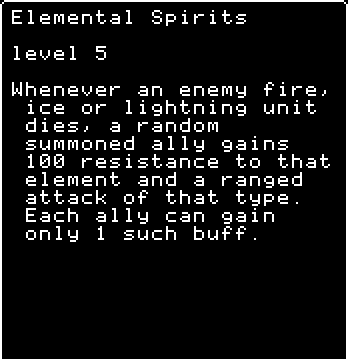 Elemental Spirits
level 5
Whenever an enemy fire,
ice or lightning unit
dies, a random
summoned ally gains
100 resistance to that
element and a ranged
attack of that type.
Each ally can gain
only 1 such buff.